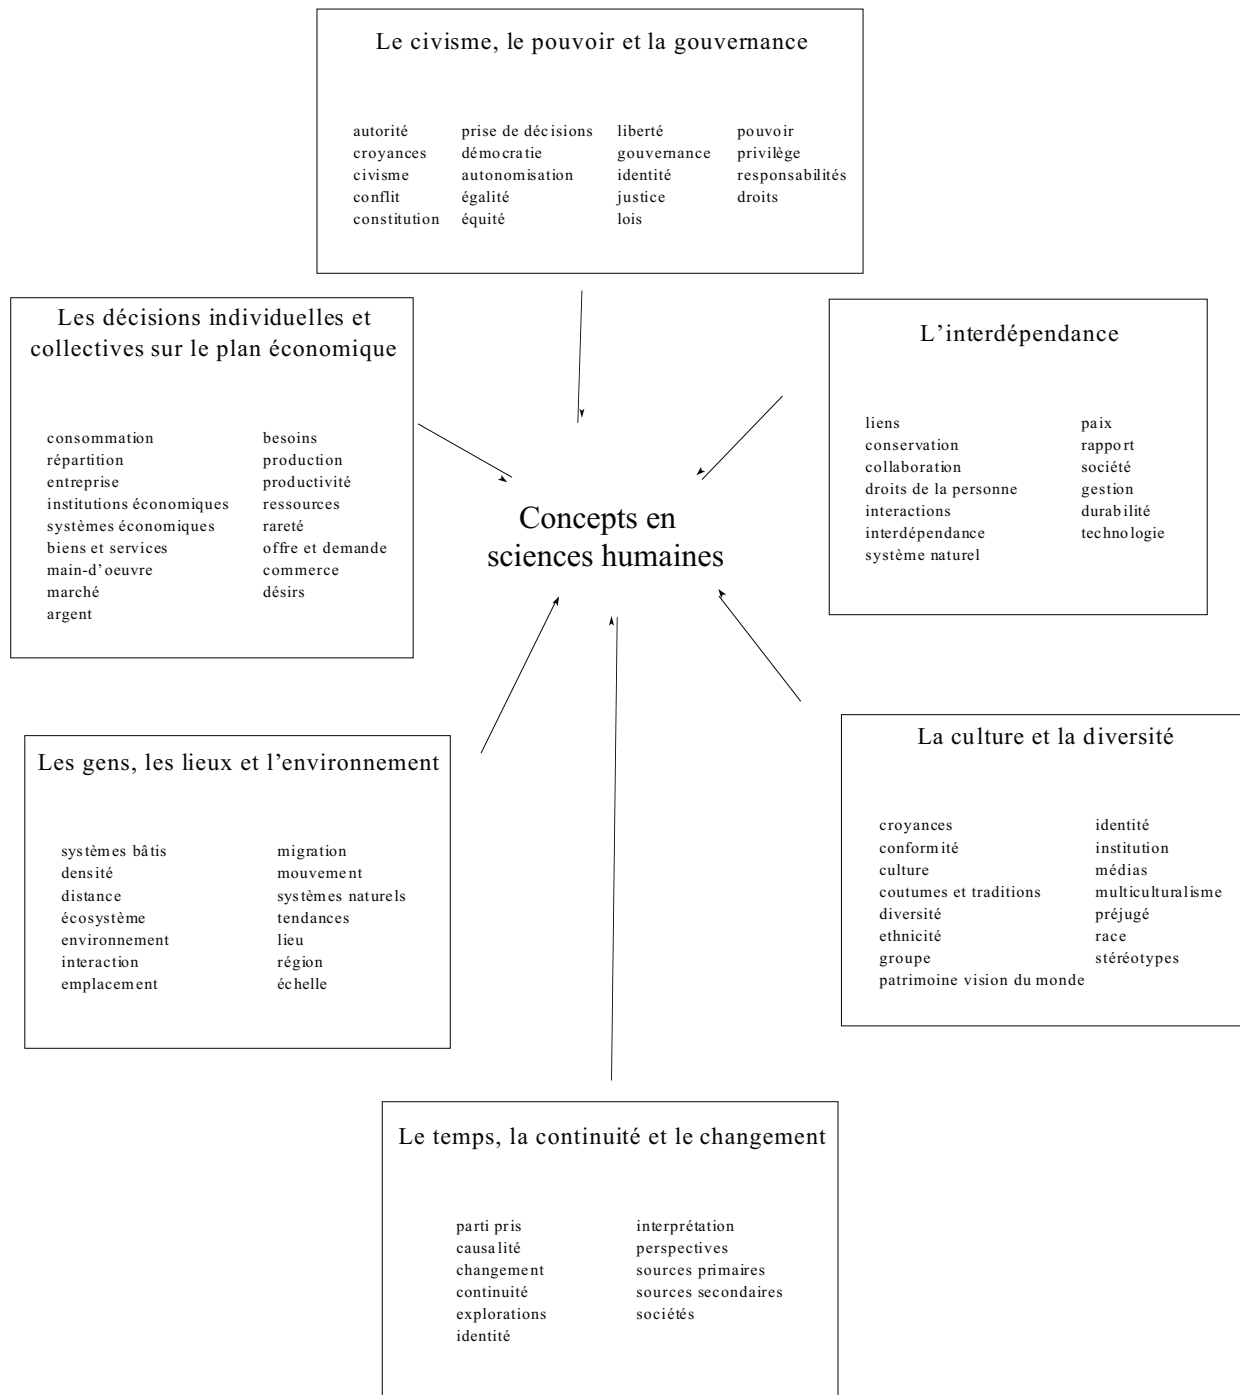 Le civisme, le pouvoir et la gouvernance
autorité prise de décisions liberté pouvoir
croyances démocratie gouvernance privilège
civisme autonomisation identité responsabilités
conflit égalité justice droits
constitution équité lois
Les décisions individuelles et
collectives sur le plan économique
consommation besoins
répartition production
entreprise productivité
institutions économiques ressources
systèmes économiques rareté
biens et services offre et demande
main-d'oeuvre commerce
marché désirs
argent
L'interdépendance
liens paix
conservation rapport
collaboration société
droits de la personne gestion
interactions durabilité
interdépendance technologie
système naturel
Concepts en
sciences humaines
Les gens, les lieux et l'environnement
systèmes bâtis migration
densité mouvement
distance systèmes naturels
écosystème tendances
environnement lieu
interaction région
emplacement échelle
La culture et la diversité
croyances identité
conformité institution
culture médias
coutumes et traditions multiculturalisme
diversité préjugé
ethnicité race
groupe stéréotypes
patrimoine vision du monde
Le temps, la continuité et le changement
parti pris interprétation
causalité perspectives
changement sources primaires
continuité sources secondaires
explorations sociétés
identité